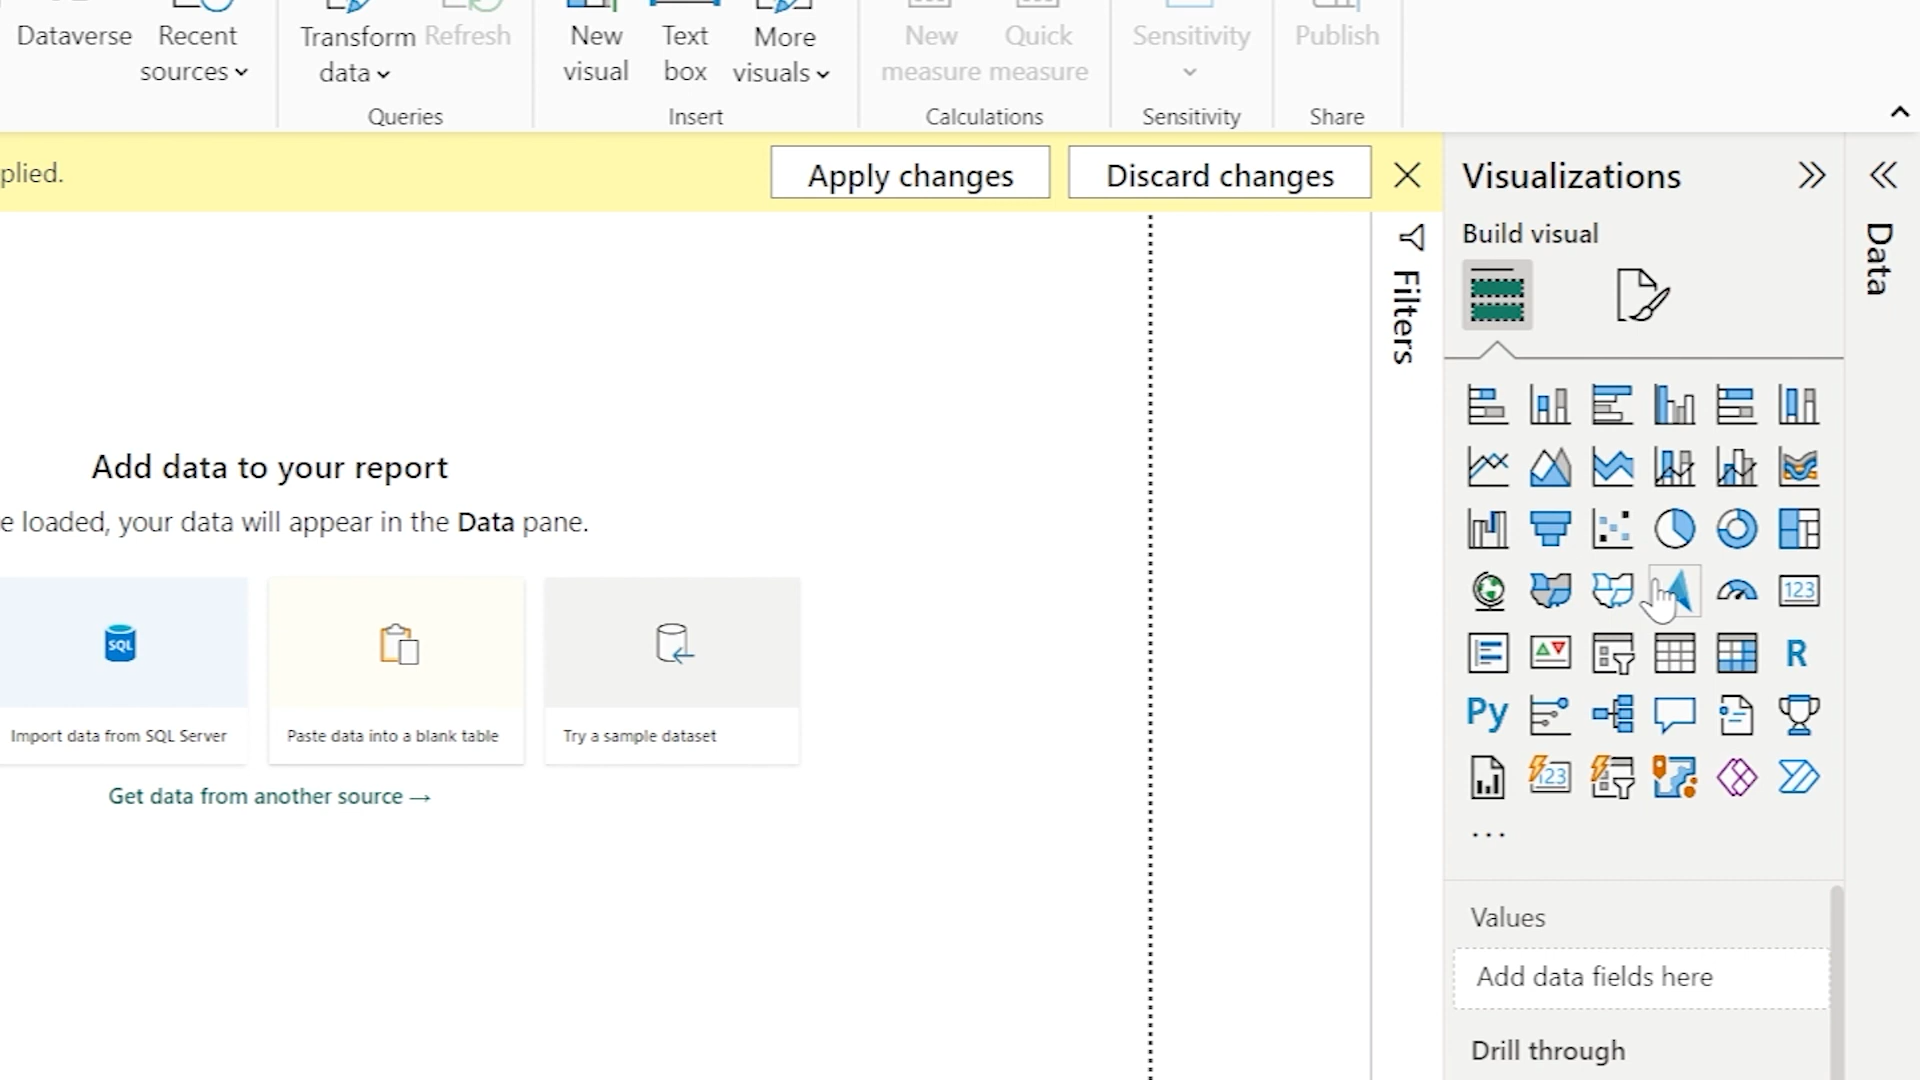 Dataverse
Recent
sources
Transform
data
Refresh
New
visual
Text
box
More
visuals
New
measure
Quick
measure
Sensitivity
Publish
Queries
Insert
Calculations
Sensitivity
Share
plied.
Apply changes
Discard changes
Visualizations
Build visual
Filters
Data
Add data to your report
e loaded, your data will appear in the Data pane.
SQL
Import data from SQL Server
Paste data into a blank table
Try a sample dataset
Get data from another source →
123
R
Py
123
...
Values
Add data fields here
Drill through